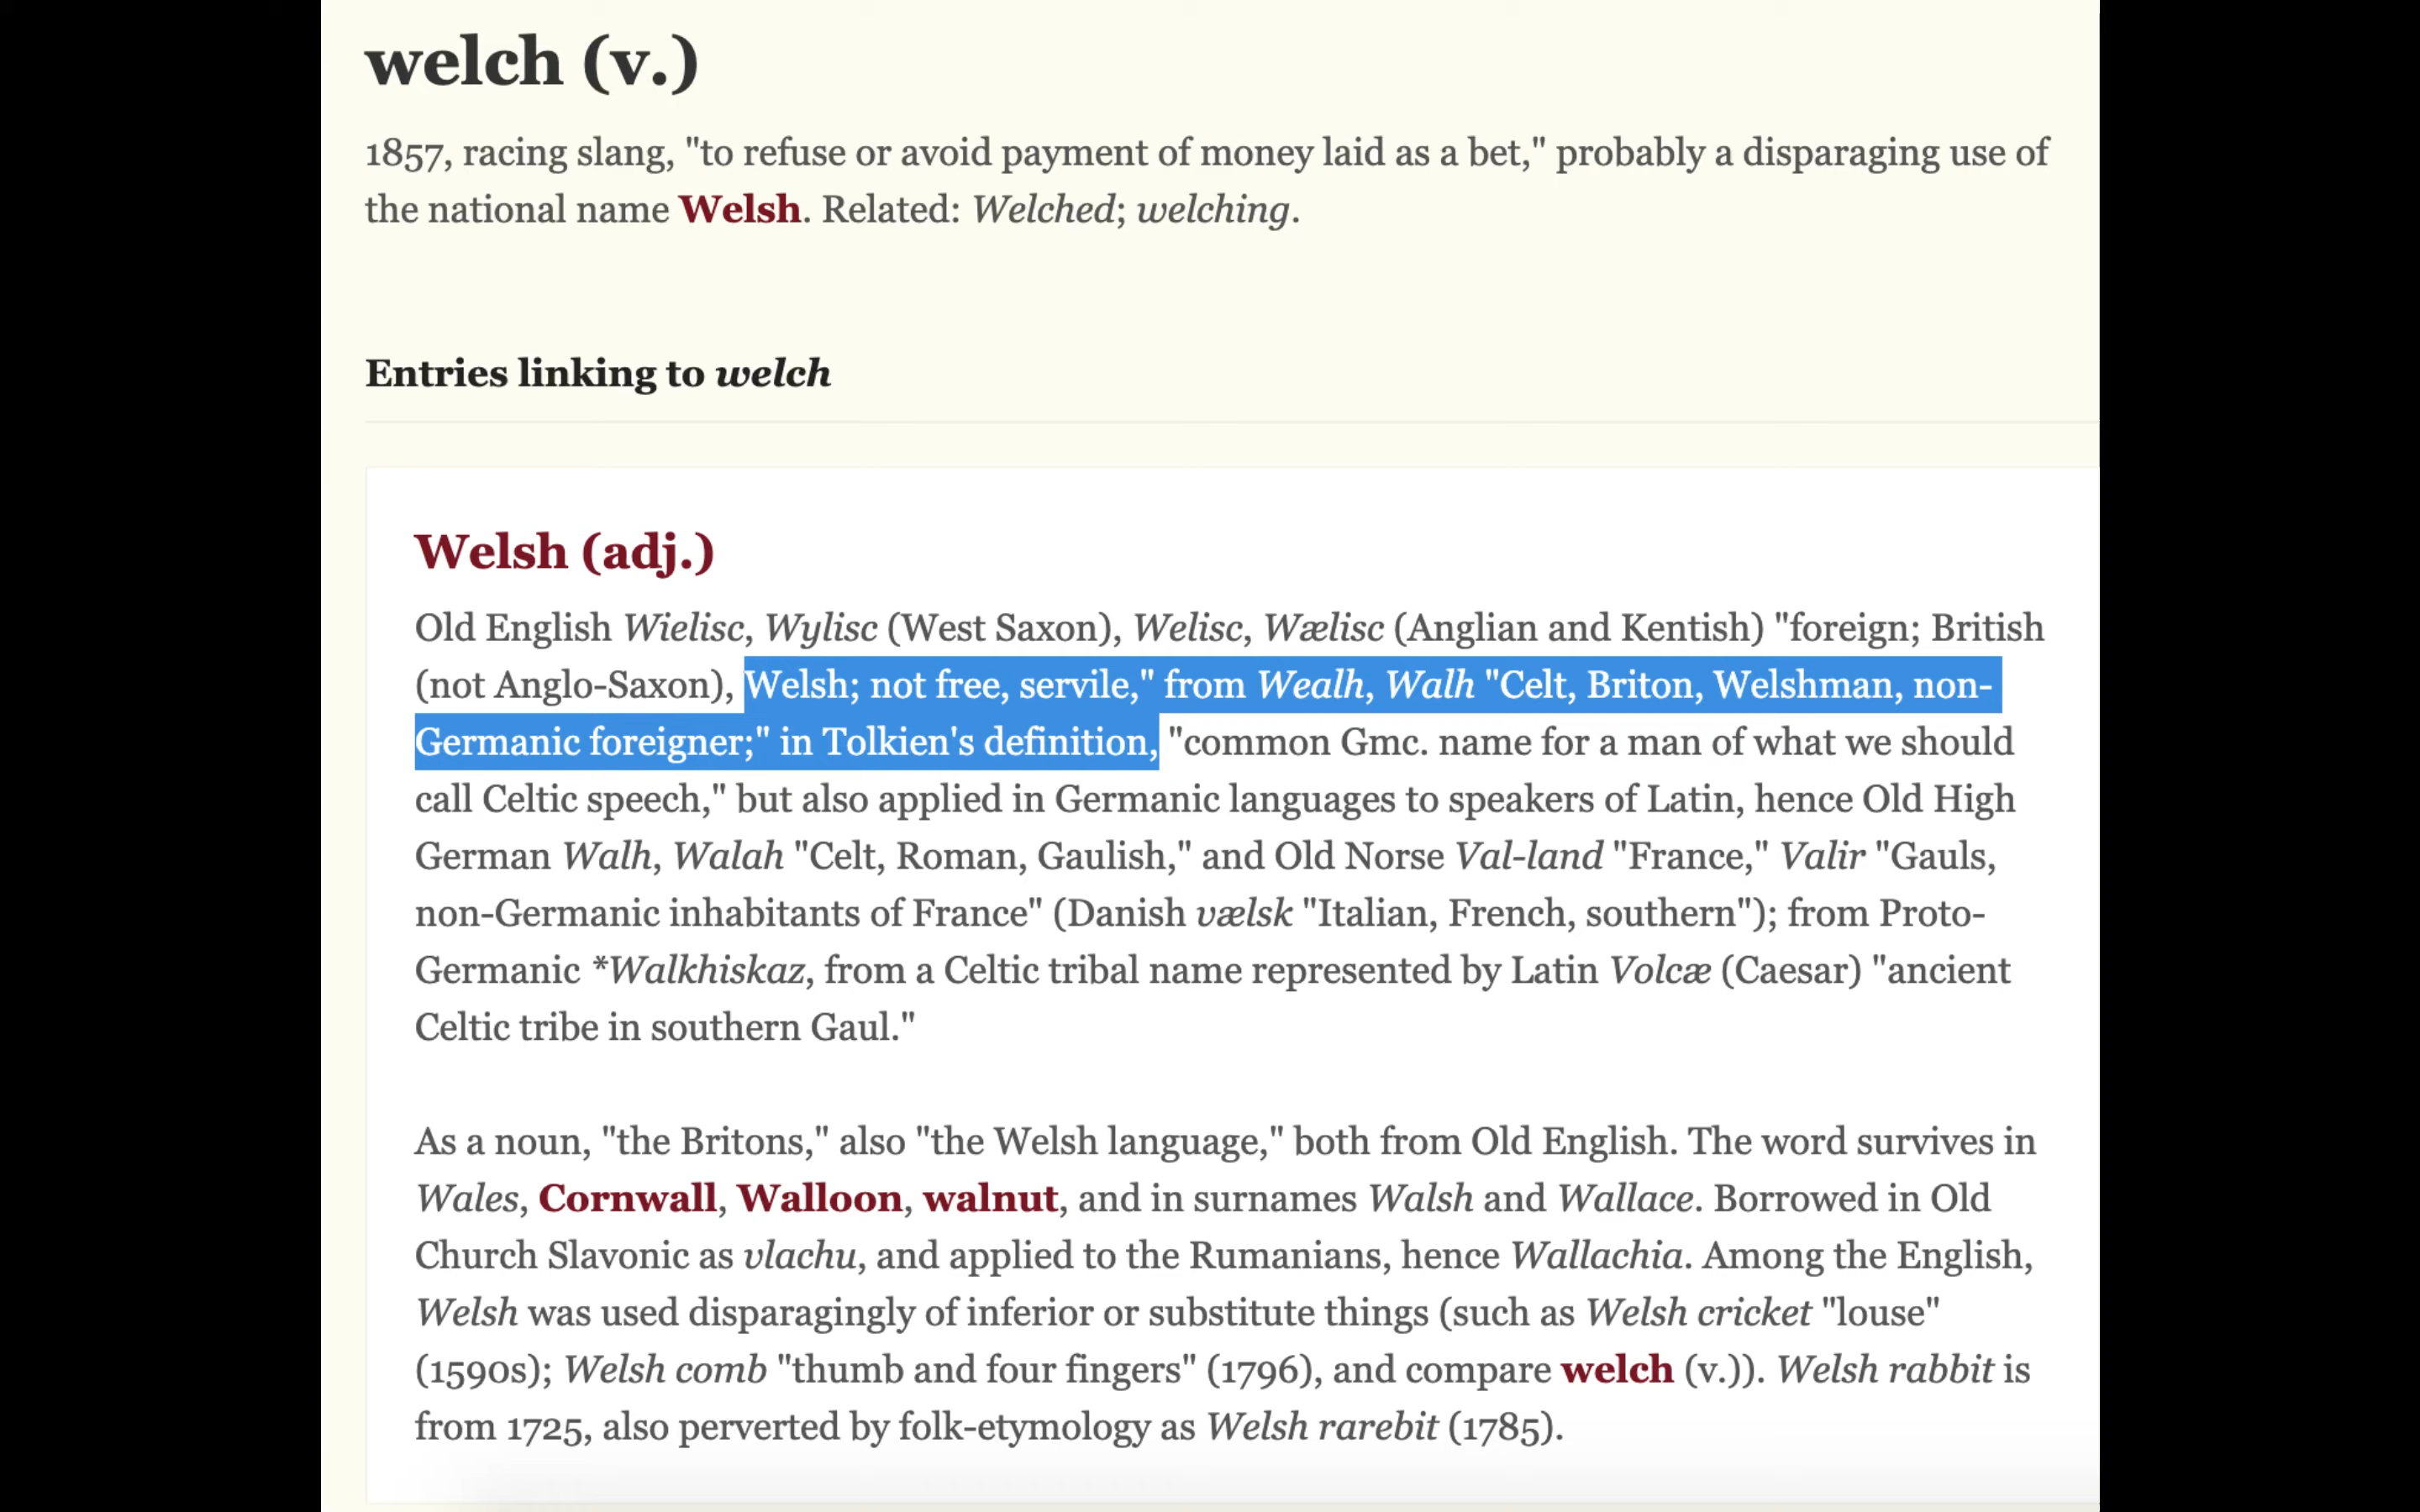 welch (v.)
1857, racing slang, "to refuse or avoid payment of money laid as a bet," probably a disparaging use of
the national name Welsh. Related: Welched; welching.
Entries linking to welch
Welsh (adj.)
Old English Wielisc, Wylisc (West Saxon), Welisc, Wælisc (Anglian and Kentish) "foreign; British
(not Anglo-Saxon), Welsh; not free, servile," from Wealh, Walh "Celt, Briton, Welshman, non-
Germanic foreigner;" in Tolkien's definition, "common Gmc. name for a man of what we should
call Celtic speech," but also applied in Germanic languages to speakers of Latin, hence Old High
German Walh, Walah "Celt, Roman, Gaulish," and Old Norse Val-land "France," Valir "Gauls,
non-Germanic inhabitants of France" (Danish vælsk "Italian, French, southern"); from Proto-
Germanic *Walkhiskaz, from a Celtic tribal name represented by Latin Volcæ (Caesar) "ancient
Celtic tribe in southern Gaul."
As a noun, "the Britons," also "the Welsh language," both from Old English. The word survives in
Wales, Cornwall, Walloon, walnut, and in surnames Walsh and Wallace. Borrowed in Old
Church Slavonic as vlachu, and applied to the Rumanians, hence Wallachia. Among the English,
Welsh was used disparagingly of inferior or substitute things (such as Welsh cricket "louse"
(1590s); Welsh comb "thumb and four fingers" (1796), and compare welch (v.)). Welsh rabbit is
from 1725, also perverted by folk-etymology as Welsh rarebit (1785).